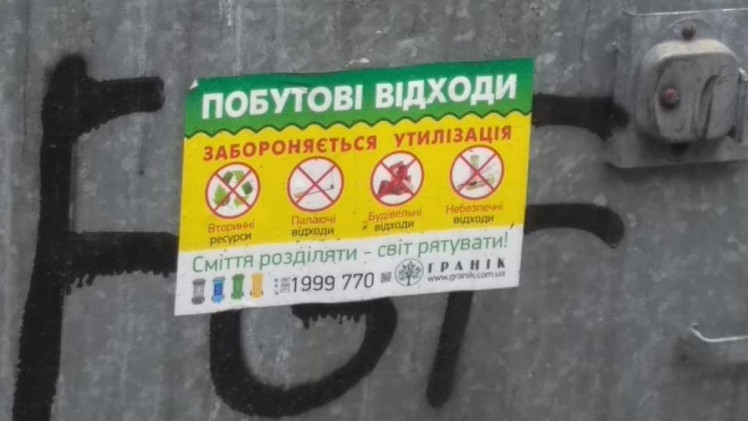 ПОБУТОВІ ВІДХОДИ
ЗАБОРОНЯЄТЬСЯ УТИЛІЗАЦІЯ
Вторинні ресурси
Палаючі відходи
Будівельні відходи
Небезпечні відходи
Сміття розділяти - світ рятувати!
1999 770
ГРАНІК
www.granik.com.ua